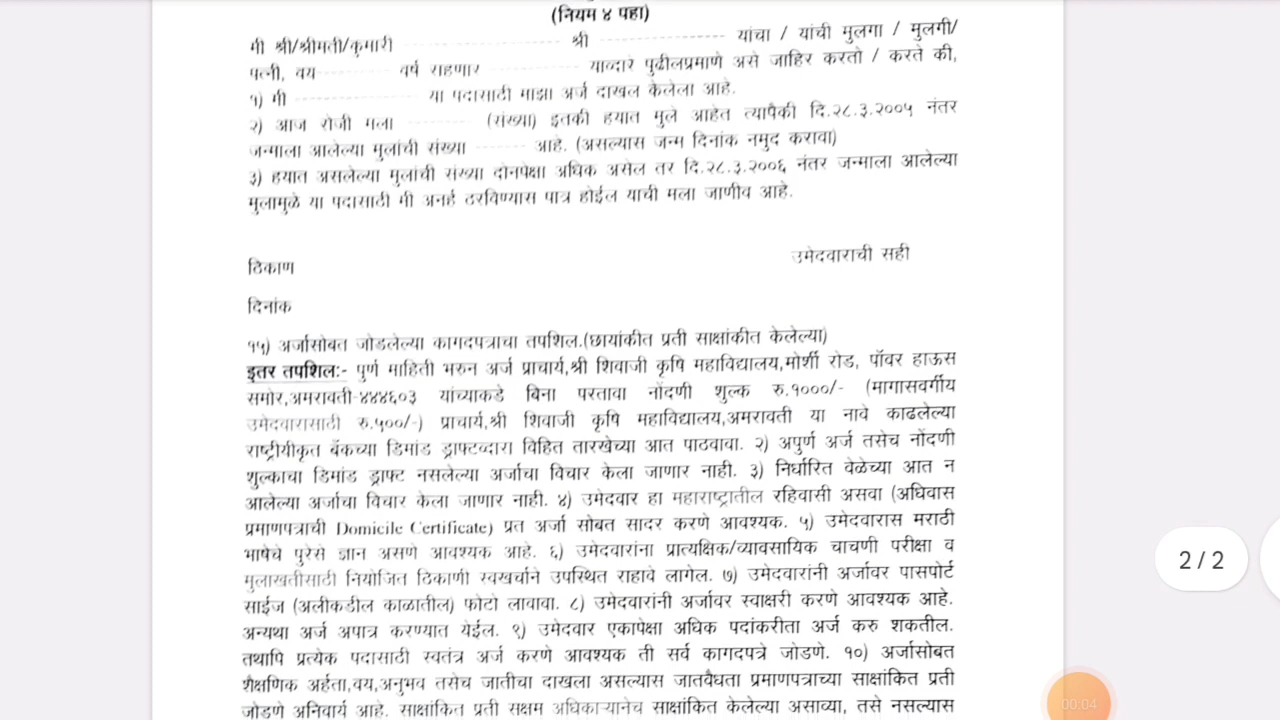 (नियम ४ पहा)
मी श्री/श्रीमती/कुमारी ---------------------- श्री ------------------ यांचा / यांची मुलगा / मुलगी/
पत्नी, वय---------- वर्ष राहणार ------------- याव्दारे पुढीलप्रमाणे असे जाहिर करतो / करते की,
१) मी ----------------- या पदासाठी माझा अर्ज दाखल केलेला आहे.
२) आज रोजी मला ---------- (संख्या) इतकी हयात मुले आहेत त्यापैकी दि.२८.३.२००५ नंतर
जन्माला आलेल्या मुलांची संख्या ------- आहे. (असल्यास जन्म दिनांक नमुद करावा)
३) हयात असलेल्या मुलांची संख्या दोनपेक्षा अधिक असेल तर दि.२८.३.२००६ नंतर जन्माला आलेल्या
मुलामुळे या पदासाठी मी अनर्ह ठरविण्यास पात्र होईल याची मला जाणीव आहे.
उमेदवाराची सही
ठिकाण
दिनांक
१५) अर्जासोबत जोडलेल्या कागदपत्राचा तपशिल.(छायांकीत प्रती साक्षांकीत केलेल्या)
इतर तपशिल:- पुर्ण माहिती भरुन अर्ज प्राचार्य,श्री शिवाजी कृषि महाविद्यालय,मोर्शी रोड, पॉवर हाऊस
समोर,अमरावती-४४४६०३ यांच्याकडे बिना परतावा नोंदणी शुल्क रु.१०००/- (मागासवर्गीय
उमेदवारासाठी रु.५००/-) प्राचार्य,श्री शिवाजी कृषि महाविद्यालय,अमरावती या नावे काढलेल्या
राष्ट्रीयीकृत बँकच्या डिमांड ड्राफ्टव्दारा विहित तारखेच्या आत पाठवावा. २) अपुर्ण अर्ज तसेच नोंदणी
शुल्काचा डिमांड ड्राफ्ट नसलेल्या अर्जाचा विचार केला जाणार नाही. ३) निर्धारित वेळेच्या आत न
आलेल्या अर्जाचा विचार केला जाणार नाही. ४) उमेदवार हा महाराष्ट्रातील रहिवासी असवा (अधिवास
प्रमाणपत्राची Domicile Certificate) प्रत अर्जा सोबत सादर करणे आवश्यक. ५) उमेदवारास मराठी
भाषेचे पुरेसे ज्ञान असणे आवश्यक आहे. ६) उमेदवारांना प्रात्यक्षिक/व्यावसायिक चाचणी परीक्षा व
मुलाखतीसाठी नियोजित ठिकाणी स्वखर्चाने उपस्थित राहावे लागेल. ७) उमेदवारांनी अर्जावर पासपोर्ट
साईज (अलीकडील काळातील) फोटो लावावा. ८) उमेदवारांनी अर्जावर स्वाक्षरी करणे आवश्यक आहे.
अन्यथा अर्ज अपात्र करण्यात येईल. ९) उमेदवार एकापेक्षा अधिक पदांकरीता अर्ज करु शकतील.
तथापि प्रत्येक पदासाठी स्वतंत्र अर्ज करणे आवश्यक ती सर्व कागदपत्रे जोडणे. १०) अर्जासोबत
शैक्षणिक अर्हता,वय,अनुभव तसेच जातीचा दाखला असल्यास जातवैधता प्रमाणपत्राच्या साक्षांकित प्रती
जोडणे अनिवार्य आहे. साक्षांकित प्रती सक्षम अधिकाऱ्यानेच साक्षांकित केलेल्या असाव्या, तसे नसल्यास
2/2
00:04